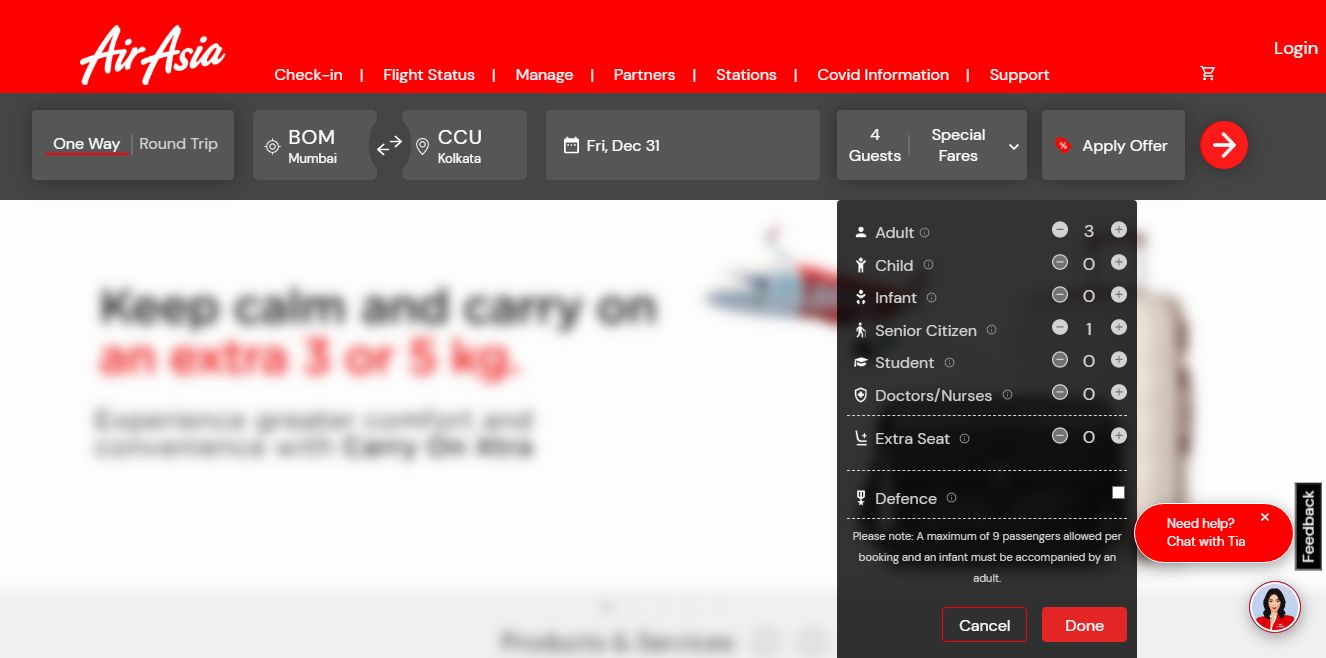 AirAsia
Login
Check-in | Flight Status | Manage | Partners | Stations | Covid Information | Support
One Way | Round Trip
BOM
Mumbai
CCU
Kolkata
Fri, Dec 31
4
Guests
Special
Fares
%
Apply Offer
Keep calm and carry on
an extra 3 or 5 kg.
Experience greater comfort and
convenience with Carry On Xtra
Adult 3
Child 0
Infant 0
Senior Citizen 1
Student 0
Doctors/Nurses 0
Extra Seat 0
Defence
Please note: A maximum of 9 passengers allowed per
booking and an infant must be accompanied by an
adult.
Cancel
Done
Need help?
Chat with Tia
Feedback
Products & Services